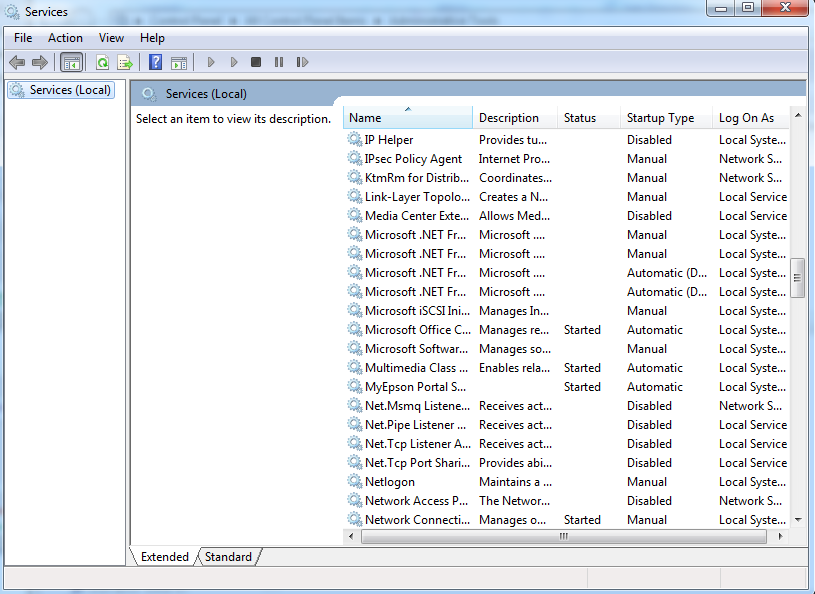 Services
File Action View Help
Services (Local)
Services (Local)
Select an item to view its description.
Name Description Status Startup Type Log On As
IP Helper Provides tu... Disabled Local Syste...
IPsec Policy Agent Internet Pro... Manual Network S...
KtmRm for Distrib... Coordinates... Manual Network S...
Link-Layer Topolo... Creates a N... Manual Local Service
Media Center Exte... Allows Med... Disabled Local Service
Microsoft .NET Fr... Microsoft .... Manual Local Syste...
Microsoft .NET Fr... Microsoft .... Manual Local Syste...
Microsoft .NET Fr... Microsoft .... Automatic (D... Local Syste...
Microsoft .NET Fr... Microsoft .... Automatic (D... Local Syste...
Microsoft iSCSI Ini... Manages In... Manual Local Syste...
Microsoft Office C... Manages re... Started Automatic Local Syste...
Microsoft Softwar... Manages so... Manual Local Syste...
Multimedia Class ... Enables rela... Started Automatic Local Syste...
MyEpson Portal S... Started Automatic Local Syste...
Net.Msmq Listene... Receives act... Disabled Network S...
Net.Pipe Listener ... Receives act... Disabled Local Service
Net.Tcp Listener A... Receives act... Disabled Local Service
Net.Tcp Port Shari... Provides abi... Disabled Local Service
Netlogon Maintains a ... Manual Local Syste...
Network Access P... The Networ... Disabled Network S...
Network Connecti... Manages o... Started Manual Local Syste...
Extended Standard